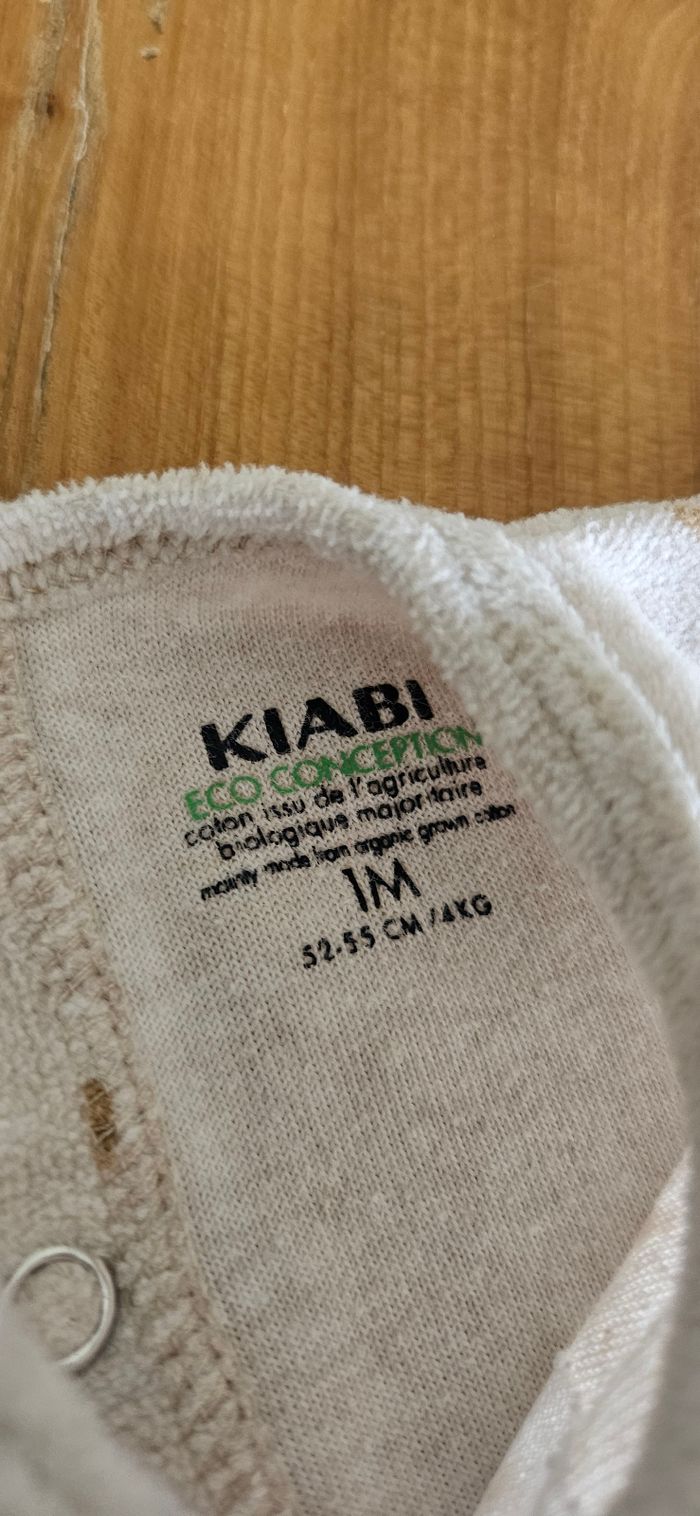 KIABI
ECO CONCEPTION
coton issu de l'agriculture
biologique majoritaire
mainly made from organic grown cotton
1M
52-55 CM / 4KG